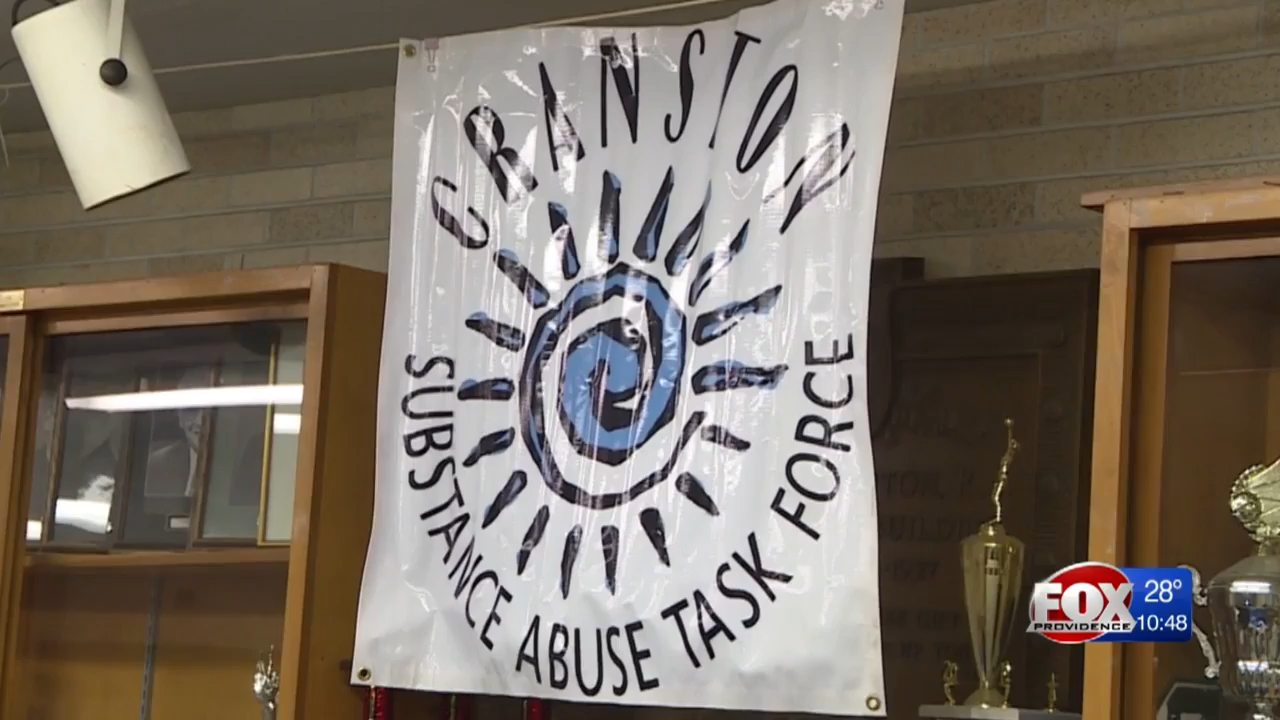 CRANSTON
SUBSTANCE ABUSE TASK FORCE
FOX
PROVIDENCE
28°
10:48